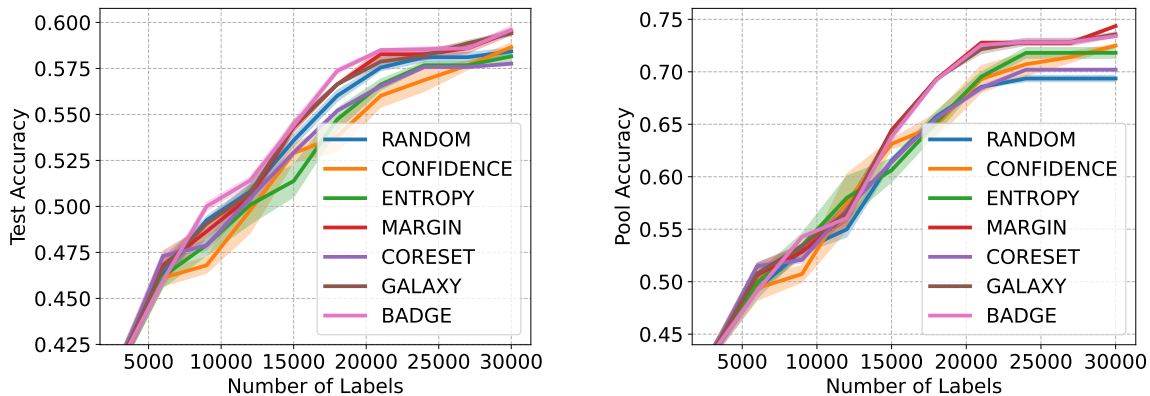 0.600
0.575
0.550
0.525
0.500
0.475
0.450
0.425
Test Accuracy
RANDOM
CONFIDENCE
ENTROPY
MARGIN
CORESET
GALAXY
BADGE
5000 10000 15000 20000 25000 30000
Number of Labels
0.75
0.70
0.65
0.60
0.55
0.50
0.45
Pool Accuracy
RANDOM
CONFIDENCE
ENTROPY
MARGIN
CORESET
GALAXY
BADGE
5000 10000 15000 20000 25000 30000
Number of Labels